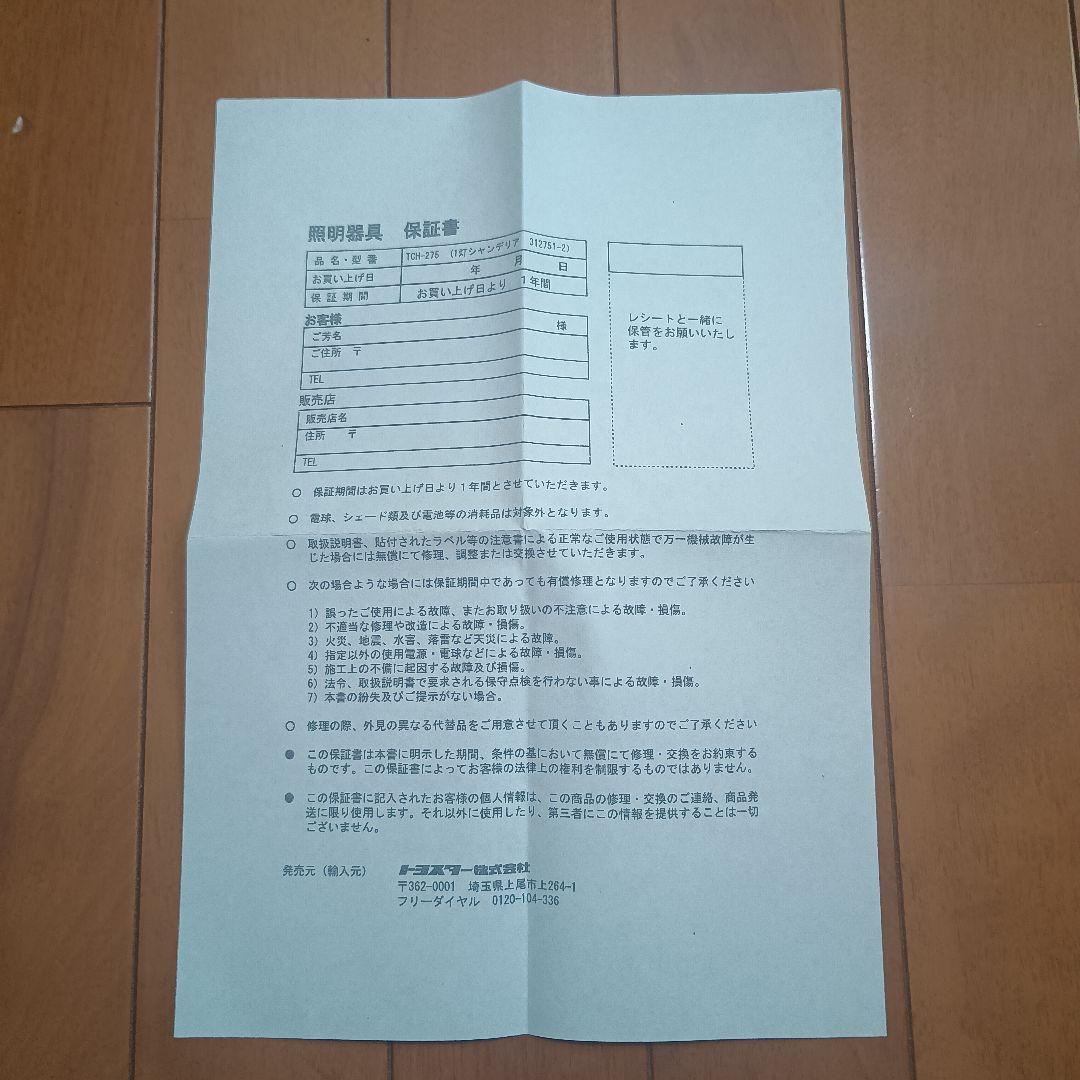 照明器具　保証書
品名・型番　TCH-275　(1灯シャンデリア　312751-2)
お買い上げ日　年　月　日
保証期間　お買い上げ日より　1年間
お客様
ご芳名　様
ご住所　〒
TEL
販売店
販売店名
住所　〒
TEL
レシートと一緒に
保管をお願いいたし
ます。
○　保証期間はお買い上げ日より1年間とさせていただきます。
○　電球、シェード類及び電池等の消耗品は対象外となります。
○　取扱説明書、貼付されたラベル等の注意書による正常なご使用状態で万一機械故障が生
じた場合には無償にて修理、調整または交換させていただきます。
○　次の場合ような場合には保証期間中であっても有償修理となりますのでご了承ください
1) 誤ったご使用による故障、またお取り扱いの不注意による故障・損傷。
2) 不適当な修理や改造による故障・損傷。
3) 火災、地震、水害、落雷など天災による故障。
4) 指定以外の使用電源・電球などによる故障・損傷。
5) 施工上の不備に起因する故障及び損傷。
6) 法令、取扱説明書で要求される保守点検を行わない事による故障・損傷。
7) 本書の紛失及びご提示がない場合。
○　修理の際、外見の異なる代替品をご用意させて頂くこともありますのでご了承ください
●　この保証書は本書に明示した期間、条件の基において無償にて修理・交換をお約束する
ものです。この保証書によってお客様の法律上の権利を制限するものではありません。
●　この保証書に記入されたお客様の個人情報は、この商品の修理・交換のご連絡、商品発
送に限り使用します。それ以外に使用したり、第三者にこの情報を提供することは一切
ございません。
発売元（輸入元）　トヨスター株式会社
〒362-0001　埼玉県上尾市上264-1
フリーダイヤル　0120-104-336